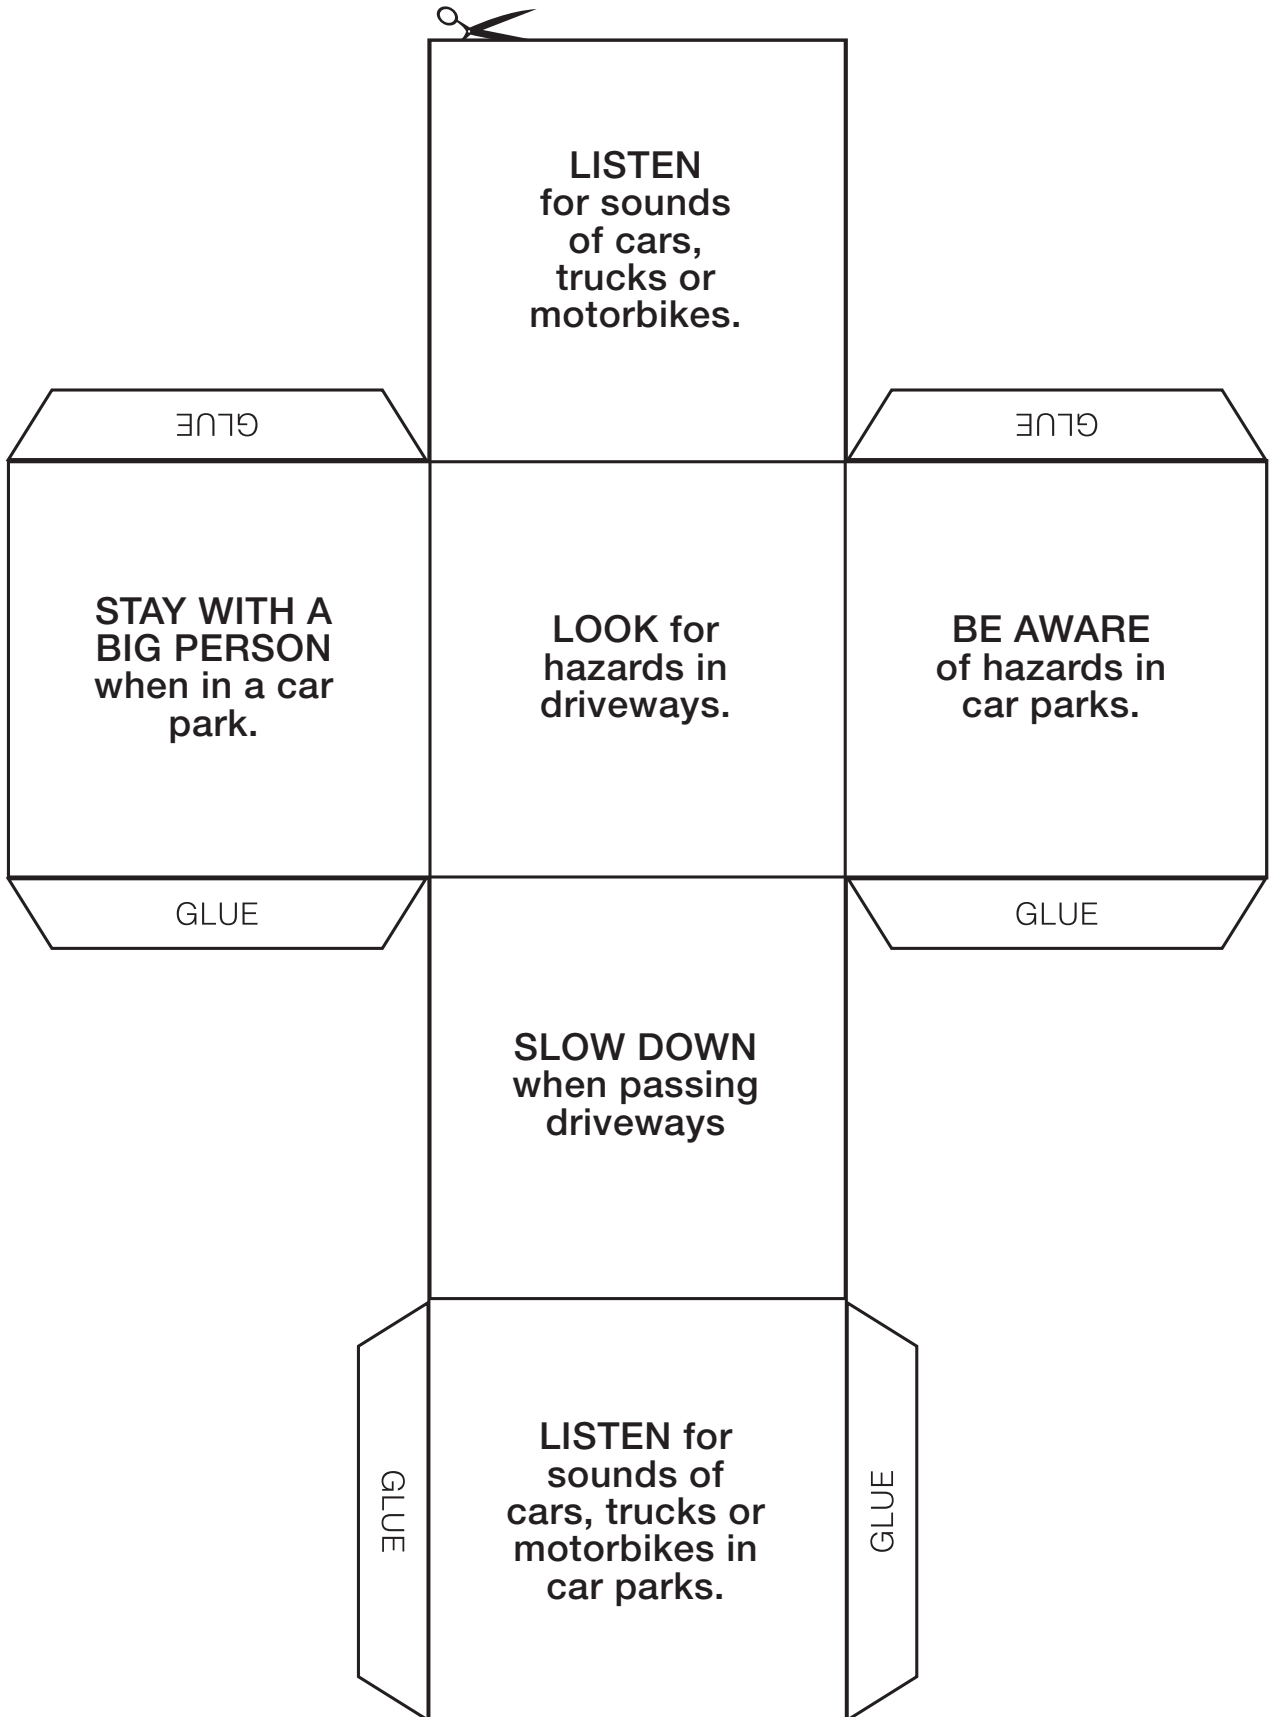 LISTEN
for sounds
of cars,
trucks or
motorbikes.
GLUE
GLUE
STAY WITH A
BIG PERSON
when in a car
park.
LOOK for
hazards in
driveways.
BE AWARE
of hazards in
car parks.
GLUE
GLUE
SLOW DOWN
when passing
driveways
GLUE
LISTEN for
sounds of
cars, trucks or
motorbikes in
car parks.
GLUE